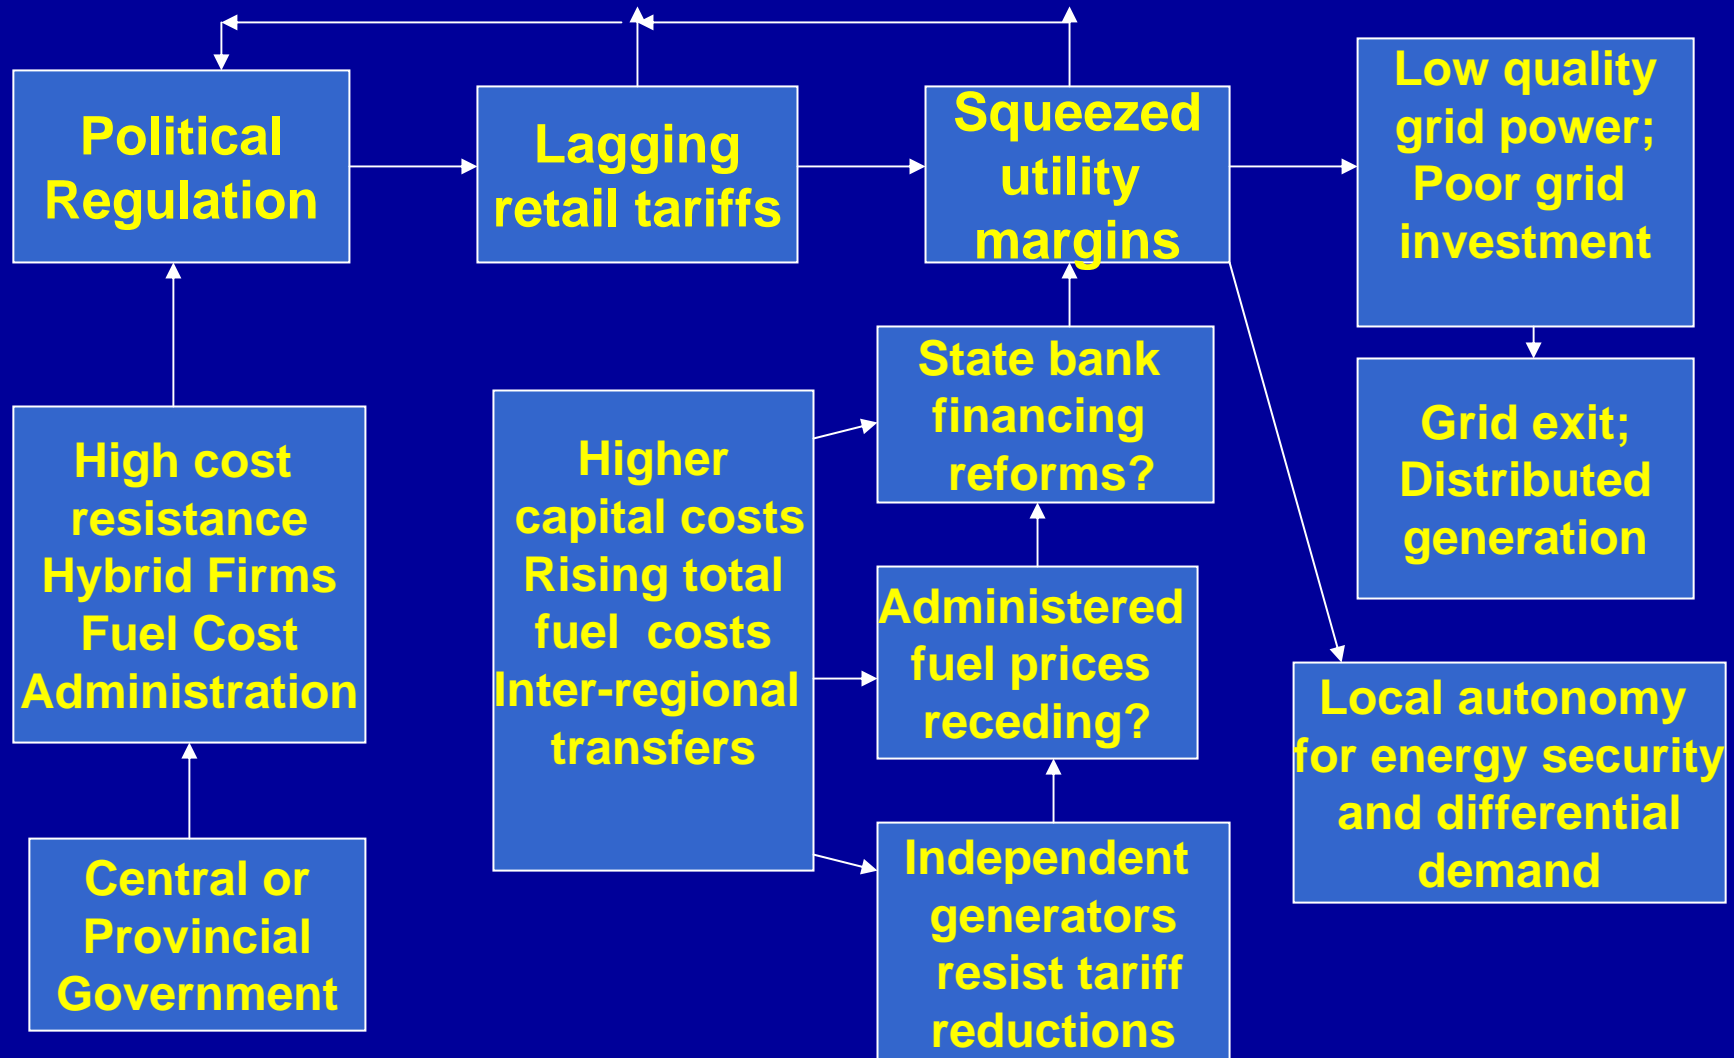 Political
Regulation
Lagging
retail tariffs
Squeezed
utility
margins
Low quality
grid power;
Poor grid
investment
State bank
financing
reforms?
Grid exit;
Distributed
generation
High cost
resistance
Hybrid Firms
Fuel Cost
Administration
Higher
capital costs
Rising total
fuel costs
Inter-regional
transfers
Administered
fuel prices
receding?
Local autonomy
for energy security
and differential
demand
Central or
Provincial
Government
Independent
generators
resist tariff
reductions